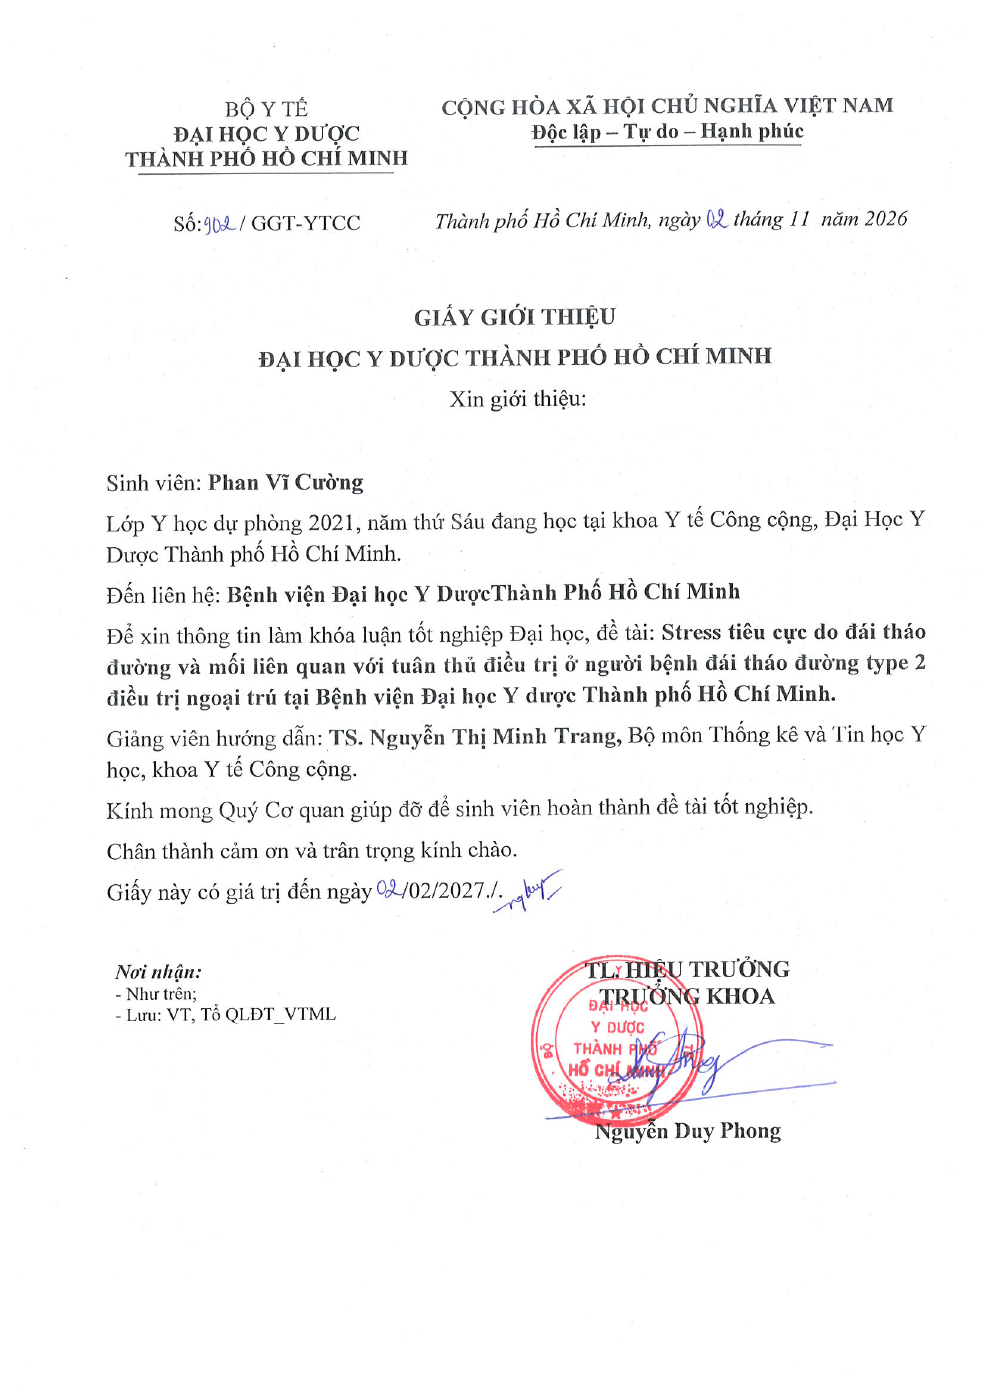 BỘ Y TẾ
ĐẠI HỌC Y DƯỢC
THÀNH PHỐ HỒ CHÍ MINH
CỘNG HÒA XÃ HỘI CHỦ NGHĨA VIỆT NAM
Độc lập – Tự do – Hạnh phúc
Số:902/ GGT-YTCC
Thành phố Hồ Chí Minh, ngày 02 tháng 11 năm 2026
GIẤY GIỚI THIỆU
ĐẠI HỌC Y DƯỢC THÀNH PHỐ HỒ CHÍ MINH
Xin giới thiệu:
Sinh viên: Phan Vĩ Cường
Lớp Y học dự phòng 2021, năm thứ Sáu đang học tại khoa Y tế Công cộng, Đại Học Y
Dược Thành phố Hồ Chí Minh.
Đến liên hệ: Bệnh viện Đại học Y DượcThành Phố Hồ Chí Minh
Để xin thông tin làm khóa luận tốt nghiệp Đại học, đề tài: Stress tiêu cực do đái tháo
đường và mối liên quan với tuân thủ điều trị ở người bệnh đái tháo đường type 2
điều trị ngoại trú tại Bệnh viện Đại học Y dược Thành phố Hồ Chí Minh.
Giảng viên hướng dẫn: TS. Nguyễn Thị Minh Trang, Bộ môn Thống kê và Tin học Y
học, khoa Y tế Công cộng.
Kính mong Quý Cơ quan giúp đỡ để sinh viên hoàn thành đề tài tốt nghiệp.
Chân thành cảm ơn và trân trọng kính chào.
Giấy này có giá trị đến ngày 02/02/2027./.
Nơi nhận:
- Như trên;
- Lưu: VT, Tổ QLĐT_VTML
TL. HIỆU TRƯỞNG
TRƯỞNG KHOA
BỘ Y TẾ
ĐẠI HỌC
Y DƯỢC
THÀNH PHỐ
HỒ CHÍ MINH
Nguyễn Duy Phong